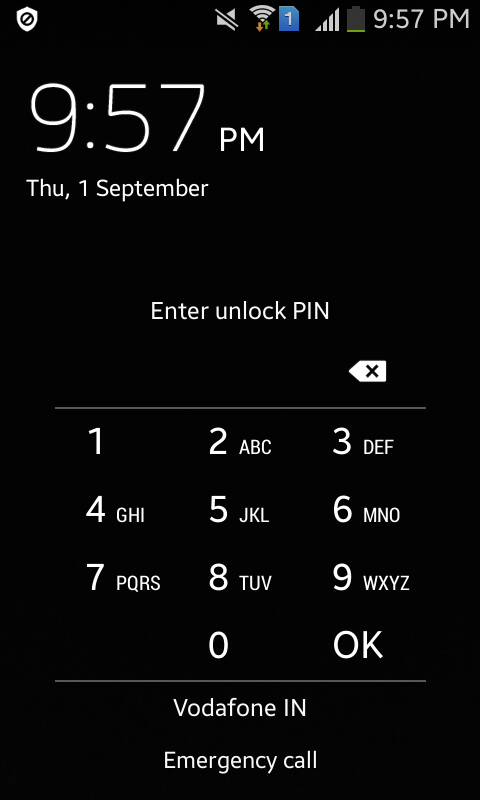 1 9:57 PM
9:57 PM
Thu, 1 September
Enter unlock PIN
1 2 ABC 3 DEF
4 GHI 5 JKL 6 MNO
7 PQRS 8 TUV 9 WXYZ
0 OK
Vodafone IN
Emergency call